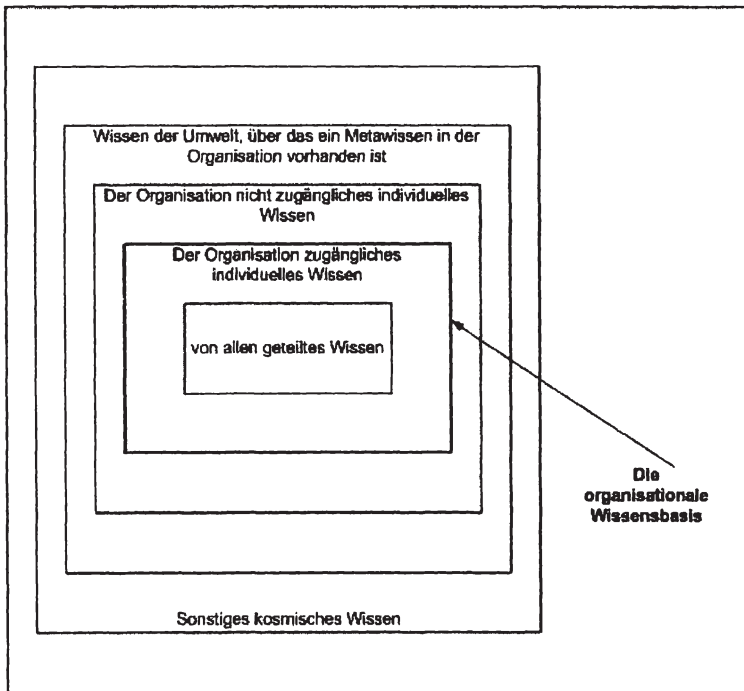 Wissen der Umwelt, über das ein Metawissen in der
Organisation vorhanden ist
Der Organisation nicht zugängliches individuelles
Wissen
Der Organisation zugängliches
individuelles Wissen
von allen geteiltes Wissen
Die
organisationale
Wissensbasis
Sonstiges kosmisches Wissen